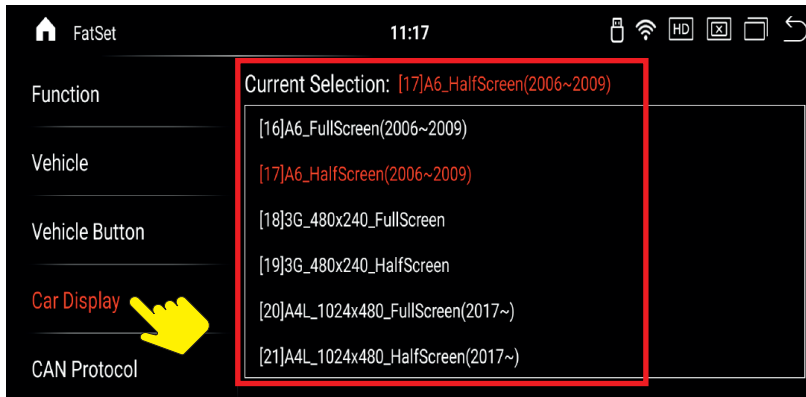 FatSet 11:17 HD
Function
Vehicle
Vehicle Button
Car Display
CAN Protocol
Current Selection: [17]A6_HalfScreen(2006~2009)
[16]A6_FullScreen(2006~2009)
[17]A6_HalfScreen(2006~2009)
[18]3G_480x240_FullScreen
[19]3G_480x240_HalfScreen
[20]A4L_1024x480_FullScreen(2017~)
[21]A4L_1024x480_HalfScreen(2017~)